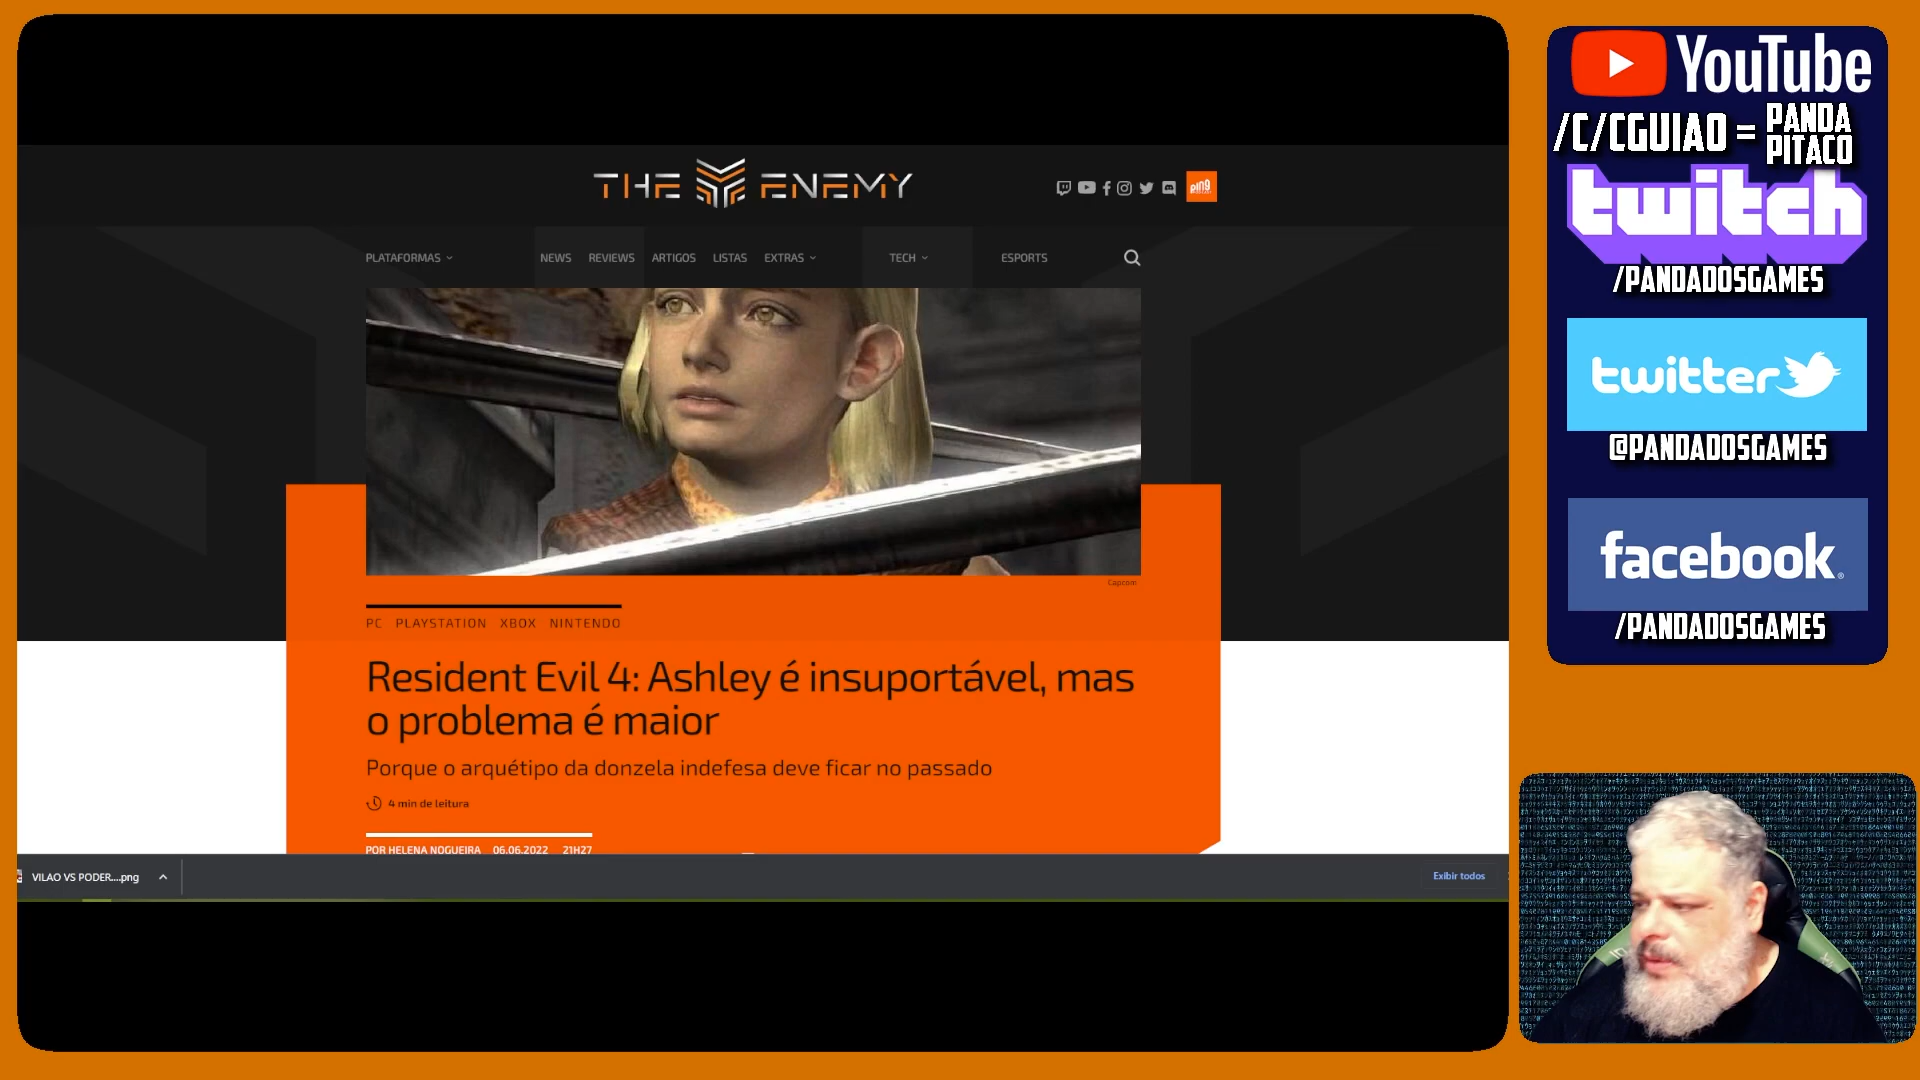 THE ENEMY
ping
PLATAFORMAS NEWS REVIEWS ARTIGOS LISTAS EXTRAS TECH ESPORTS
Capcom
PC PLAYSTATION XBOX NINTENDO
Resident Evil 4: Ashley é insuportável, mas
o problema é maior
Porque o arquétipo da donzela indefesa deve ficar no passado
4 min de leitura
POR HELENA NOGUEIRA 06.06.2022 21H27
VILAO VS PODER....png
Exibir todos
YouTube
/C/CGUIAO = PANDA
PITACO
twitch
/PANDADOSGAMES
twitter
@PANDADOSGAMES
facebook
/PANDADOSGAMES